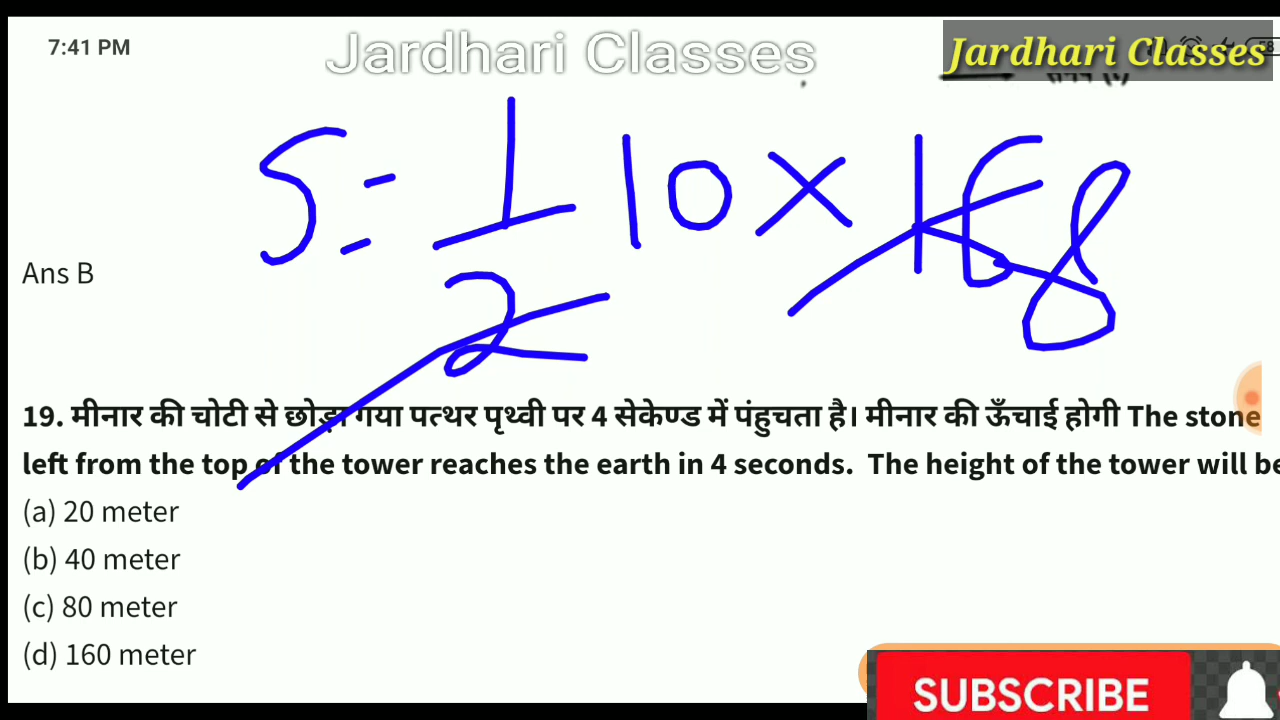 7:41 PM
Jardhari Classes
Jardhari Classes
58
S = 1/2 10 × 16 8
Ans B
19. मीनार की चोटी से छोड़ा गया पत्थर पृथ्वी पर 4 सेकेण्ड में पंहुचता है। मीनार की ऊँचाई होगी The stone
left from the top of the tower reaches the earth in 4 seconds. The height of the tower will be
(a) 20 meter
(b) 40 meter
(c) 80 meter
(d) 160 meter
SUBSCRIBE